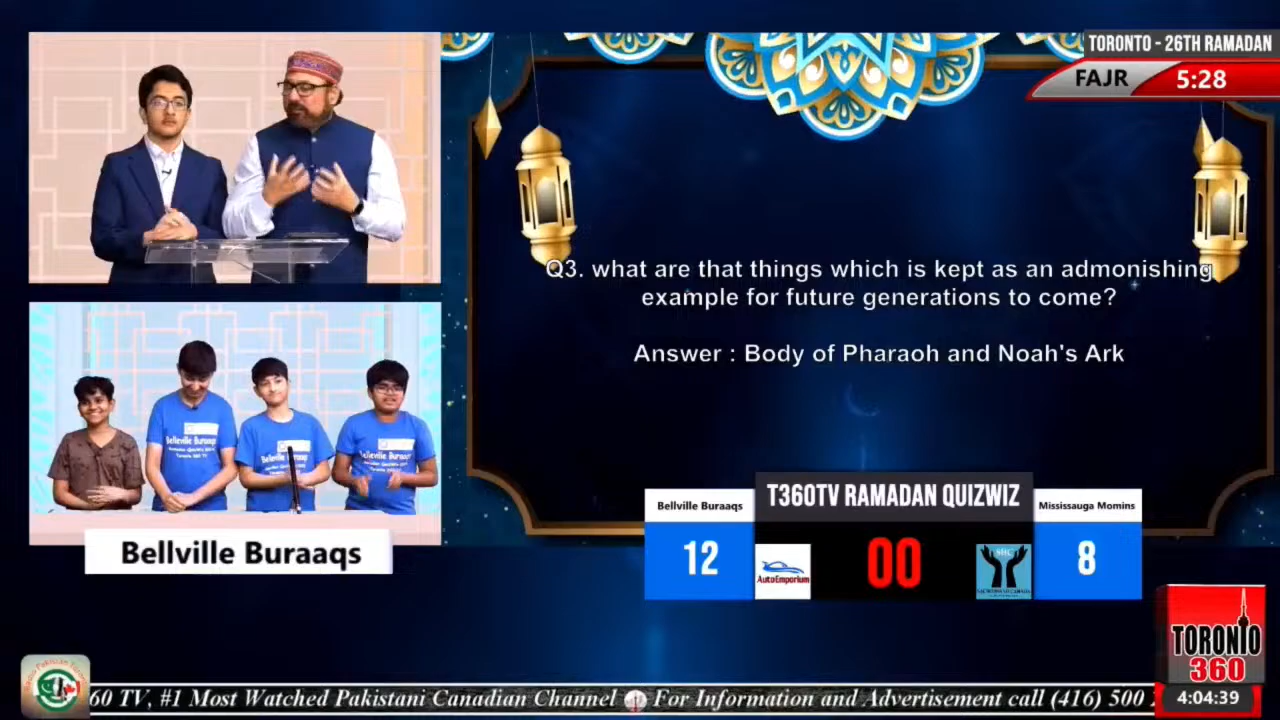 TORONTO - 26TH RAMADAN
FAJR 5:28
Q3. what are that things which is kept as an admonishing
example for future generations to come?
Answer : Body of Pharaoh and Noah's Ark
Bellville Buraaqs
T360TV RAMADAN QUIZWIZ
Bellville Buraaqs
Mississauga Momins
12
AutoEmporium
00
8
TORONTO
360
4:04:39
60 TV, #1 Most Watched Pakistani Canadian Channel For Information and Advertisement call (416) 500